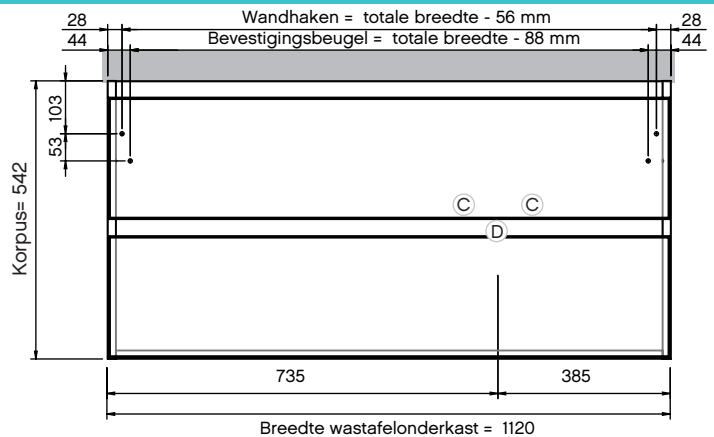 28 Wandhaken = totale breedte - 56 mm 28
44 Bevestigingsbeugel = totale breedte - 88 mm 44
103
53
Korpus= 542
C C
D
735 385
Breedte wastafelonderkast = 1120